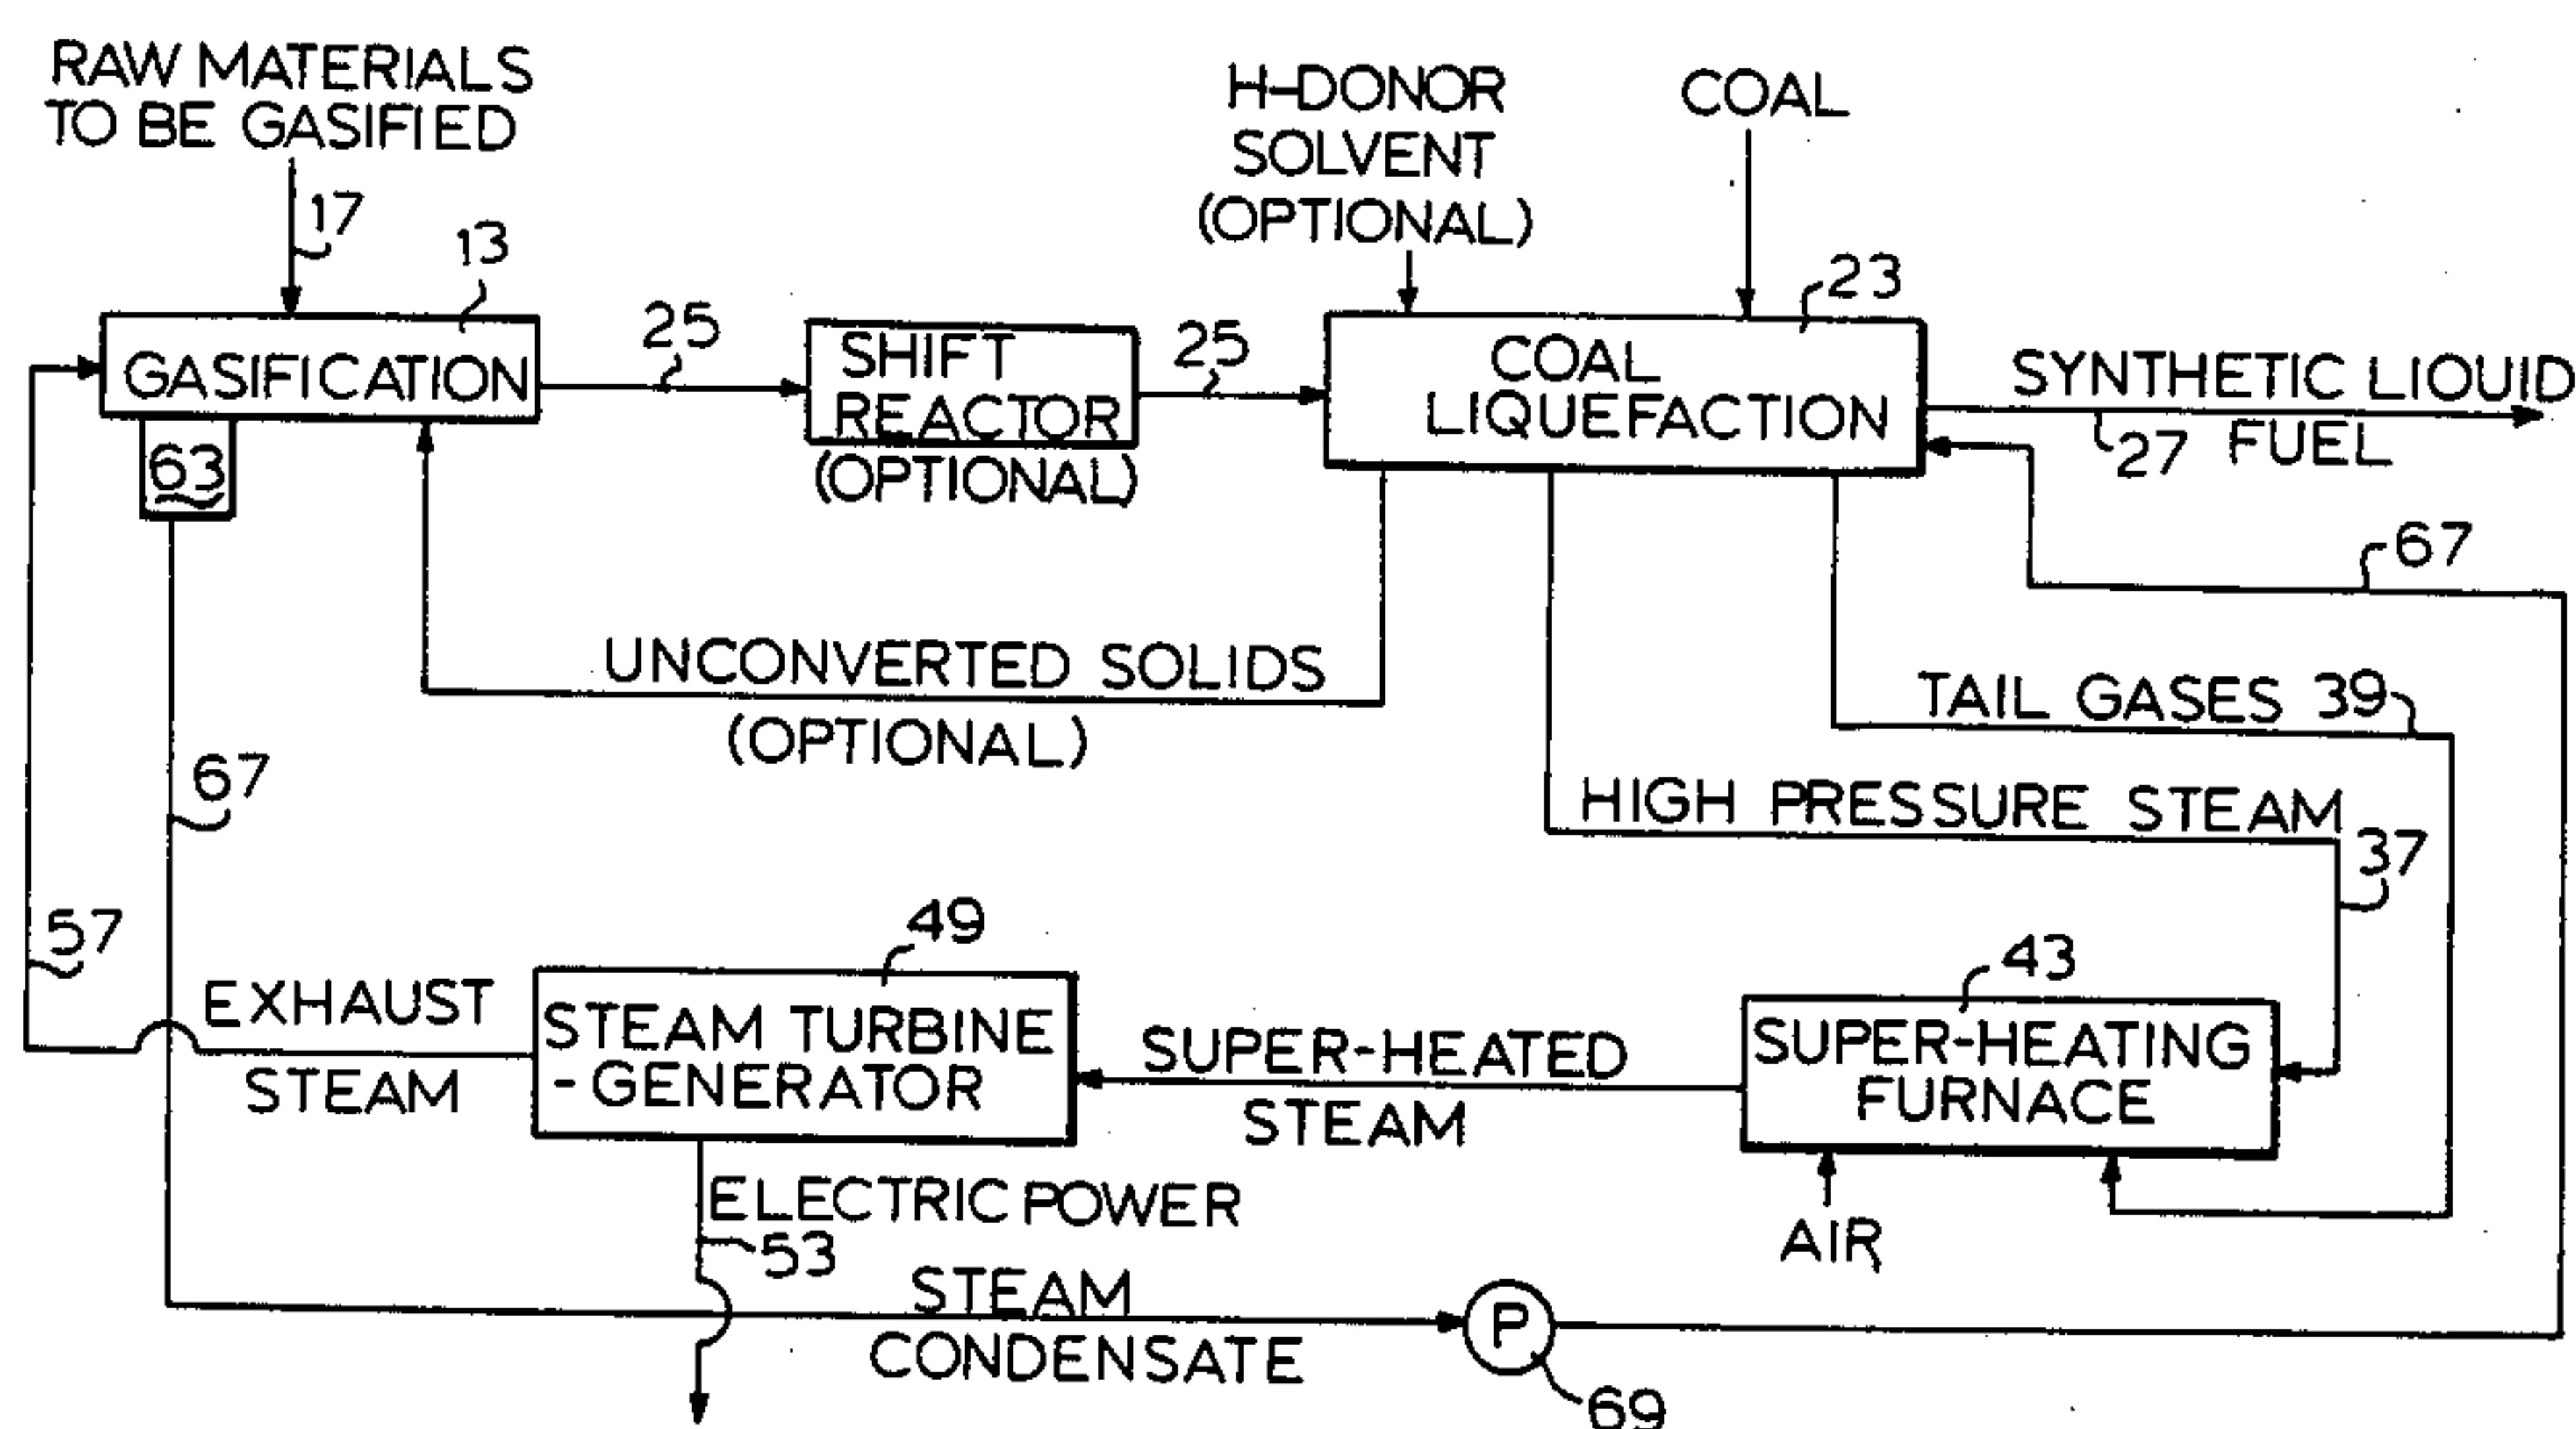 RAW MATERIALS
TO BE GASIFIED
17
13
GASIFICATION
63
25
SHIFT
REACTOR
(OPTIONAL)
25
H-DONOR
SOLVENT
(OPTIONAL)
COAL
23
COAL
LIQUEFACTION
SYNTHETIC LIQUID
27 FUEL
67
UNCONVERTED SOLIDS
(OPTIONAL)
TAIL GASES 39
HIGH PRESSURE STEAM
37
67
57
EXHAUST
STEAM
49
STEAM TURBINE
-GENERATOR
SUPER-HEATED
STEAM
43
SUPER-HEATING
FURNACE
AIR
ELECTRIC POWER
53
STEAM
CONDENSATE
P
69